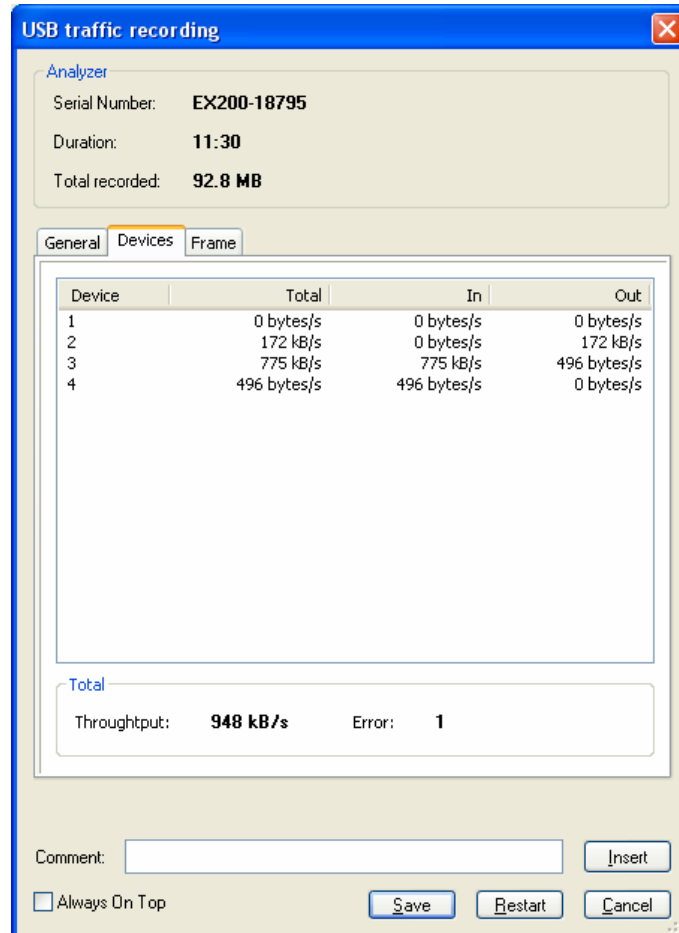 USB traffic recording
Analyzer
Serial Number: EX200-18795
Duration: 11:30
Total recorded: 92.8 MB
General Devices Frame
Device Total In Out
1 0 bytes/s 0 bytes/s 0 bytes/s
2 172 kB/s 0 bytes/s 172 kB/s
3 775 kB/s 775 kB/s 496 bytes/s
4 496 bytes/s 496 bytes/s 0 bytes/s
Total
Throughtput: 948 kB/s Error: 1
Comment: Insert
Always On Top Save Restart Cancel